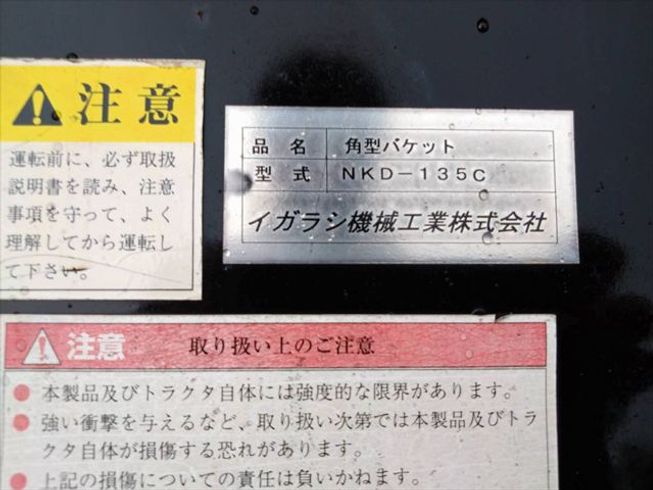 注意
運転前に、必ず取扱
説明書を読み、注意
事項を守って、よく
理解してから運転し
て下さい。
品名 角型バケット
型式 NKD-135C
イガラシ機械工業株式会社
注意 取り扱い上のご注意
● 本製品及びトラクタ自体には強度的な限界があります。
● 強い衝撃を与えるなど、取り扱い次第では本製品及びトラ
クタ自体が損傷する恐れがあります。
● 上記の損傷についての責任は負いかねます。